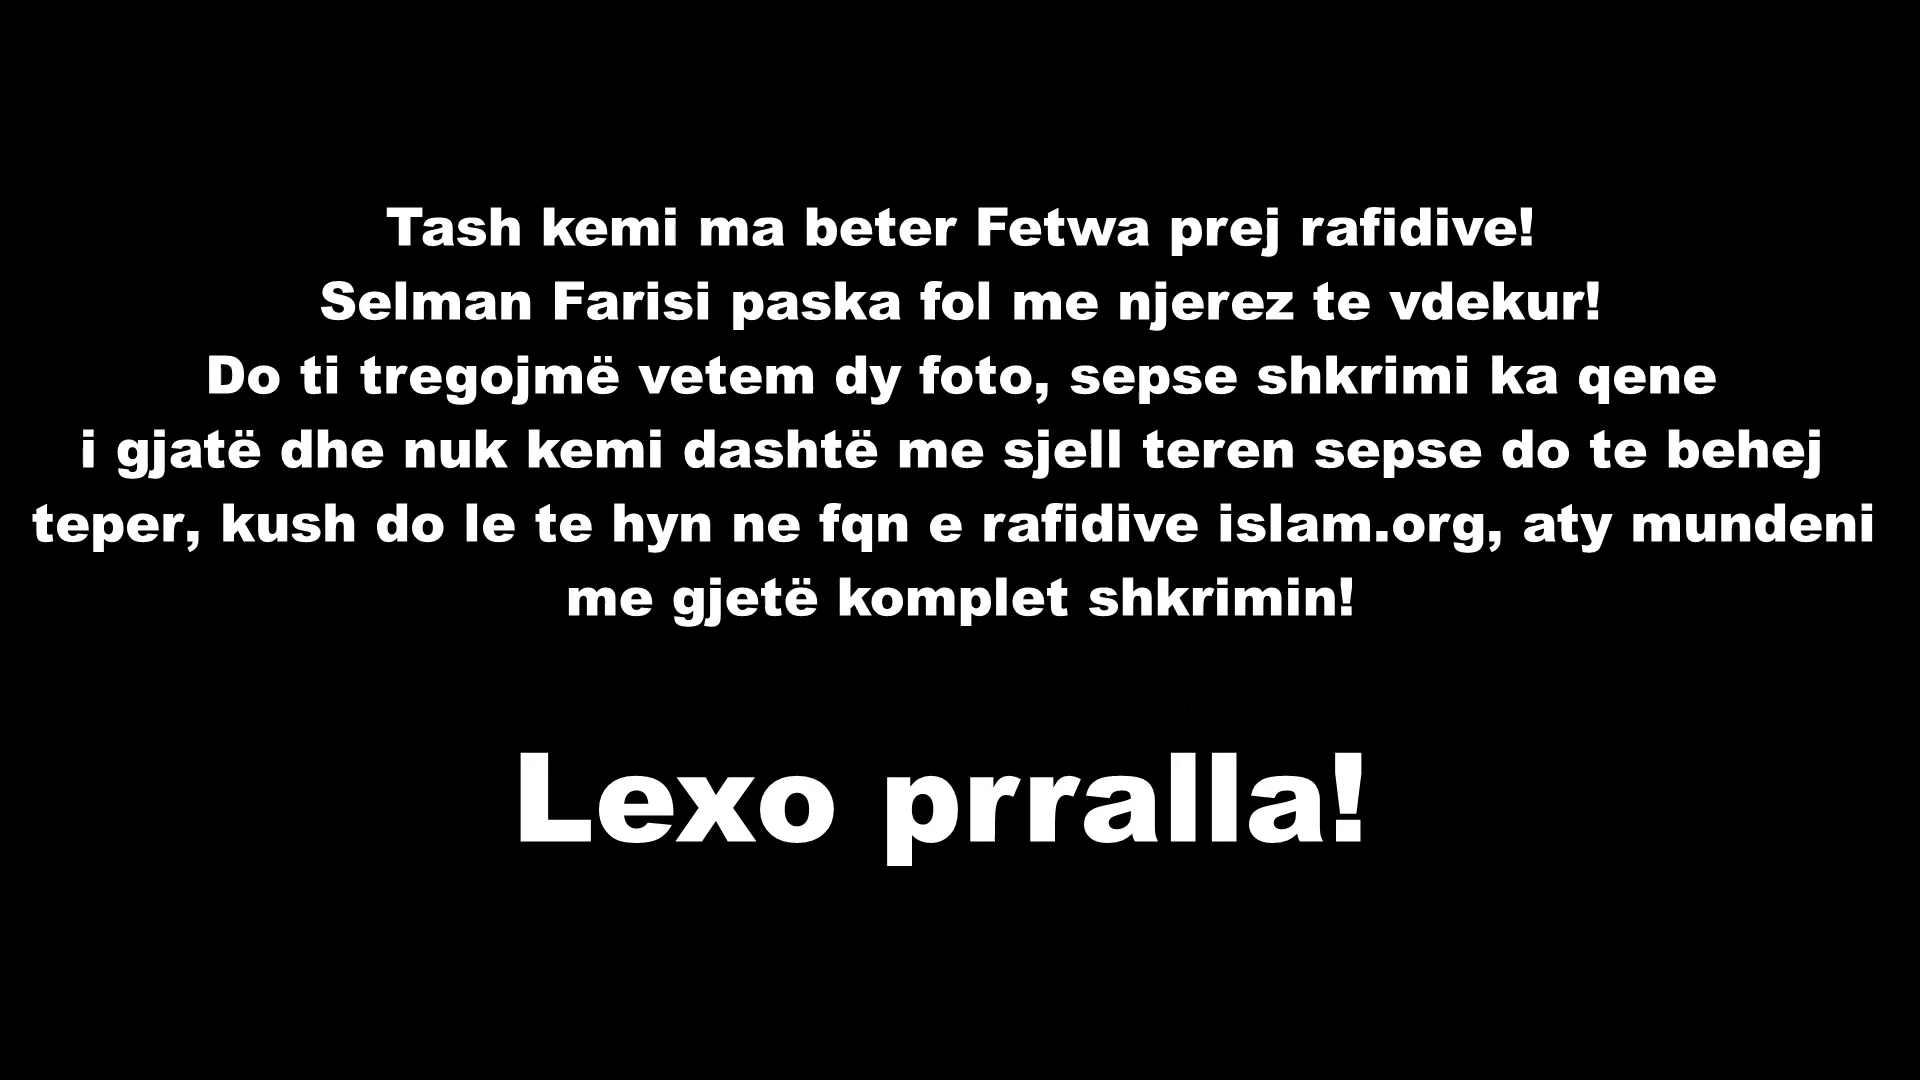 Tash kemi ma beter Fetwa prej rafidive!
Selman Farisi paska fol me njerez te vdekur!
Do ti tregojmë vetem dy foto, sepse shkrimi ka qene
i gjatë dhe nuk kemi dashtë me sjell teren sepse do te behej
teper, kush do le te hyn ne fqn e rafidive islam.org, aty mundeni
me gjetë komplet shkrimin!
Lexo prralla!